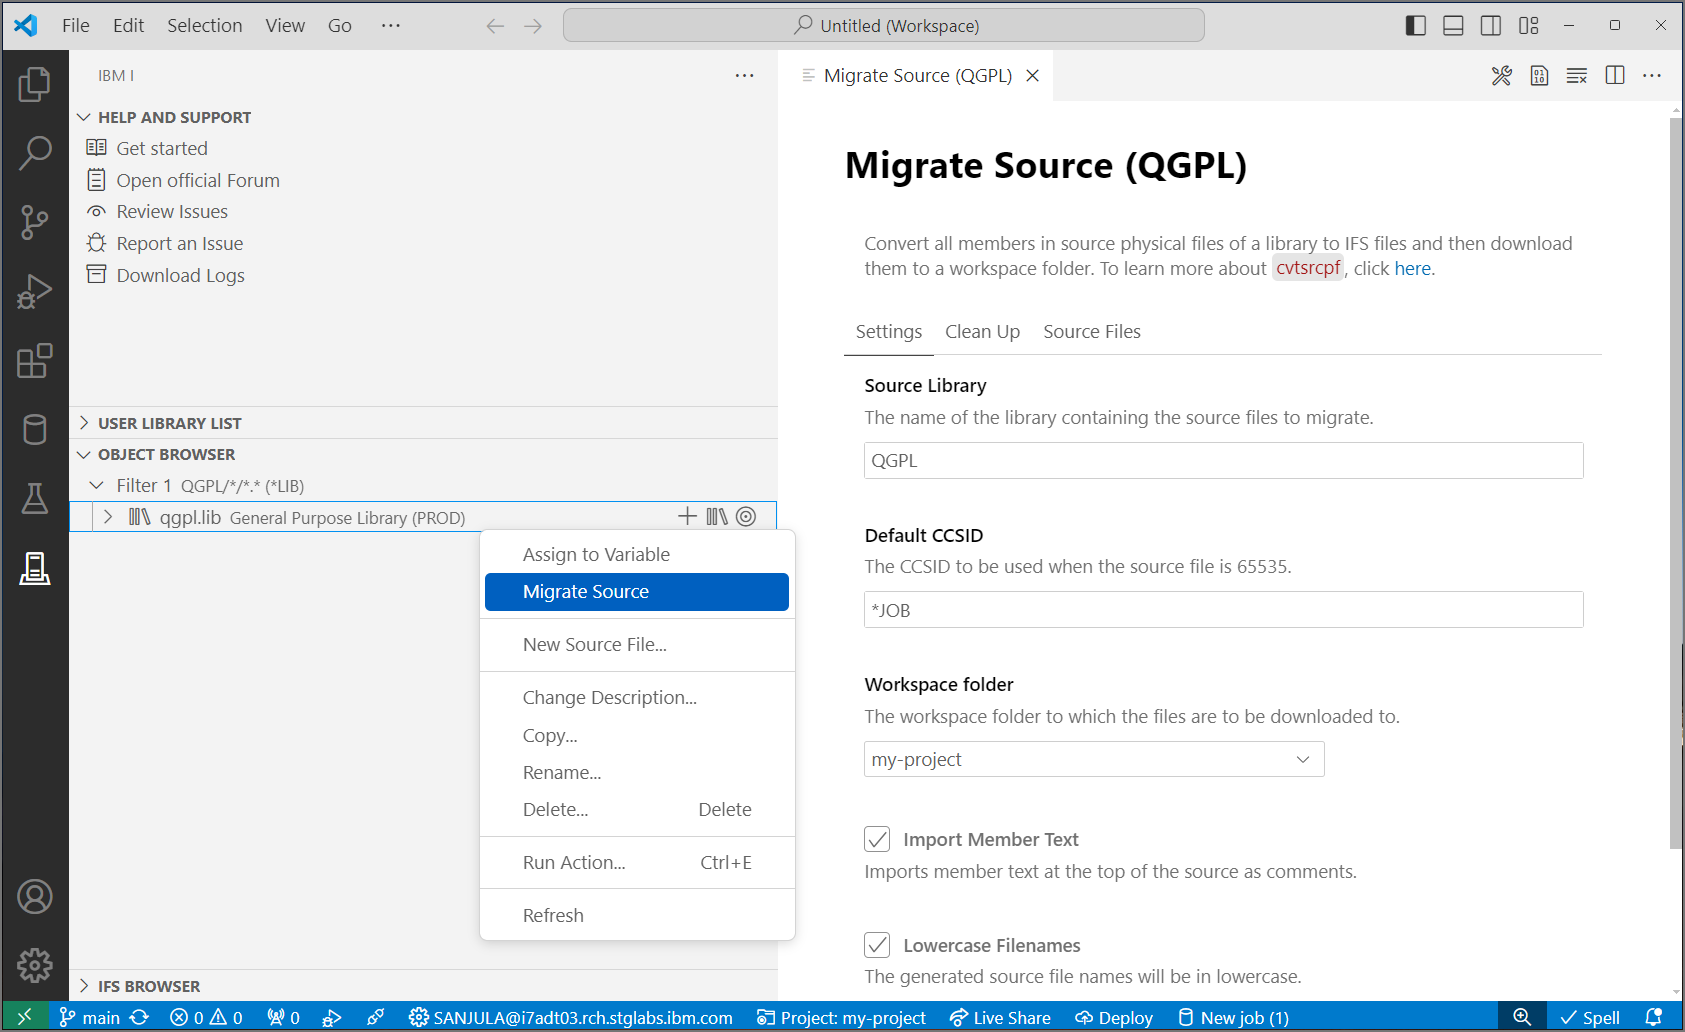 File Edit Selection View Go ··· Untitled (Workspace)
IBM I
HELP AND SUPPORT
Get started
Open official Forum
Review Issues
Report an Issue
Download Logs
USER LIBRARY LIST
OBJECT BROWSER
Filter 1 QGPL/*/*.* (*LIB)
qgpl.lib General Purpose Library (PROD)
Assign to Variable
Migrate Source
New Source File...
Change Description...
Copy...
Rename...
Delete... Delete
Run Action... Ctrl+E
Refresh
IFS BROWSER
Migrate Source (QGPL)
Migrate Source (QGPL)
Convert all members in source physical files of a library to IFS files and then download
them to a workspace folder. To learn more about cvtsrcpf, click here.
Settings Clean Up Source Files
Source Library
The name of the library containing the source files to migrate.
QGPL
Default CCSID
The CCSID to be used when the source file is 65535.
*JOB
Workspace folder
The workspace folder to which the files are to be downloaded to.
my-project
Import Member Text
Imports member text at the top of the source as comments.
Lowercase Filenames
The generated source file names will be in lowercase.
main 0 0 0 SANJULA@i7adt03.rch.stglabs.ibm.com Project: my-project Live Share Deploy New job (1) Spell